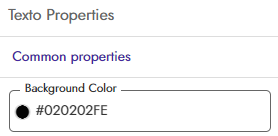 Texto Properties
Common properties
Background Color
#020202FE